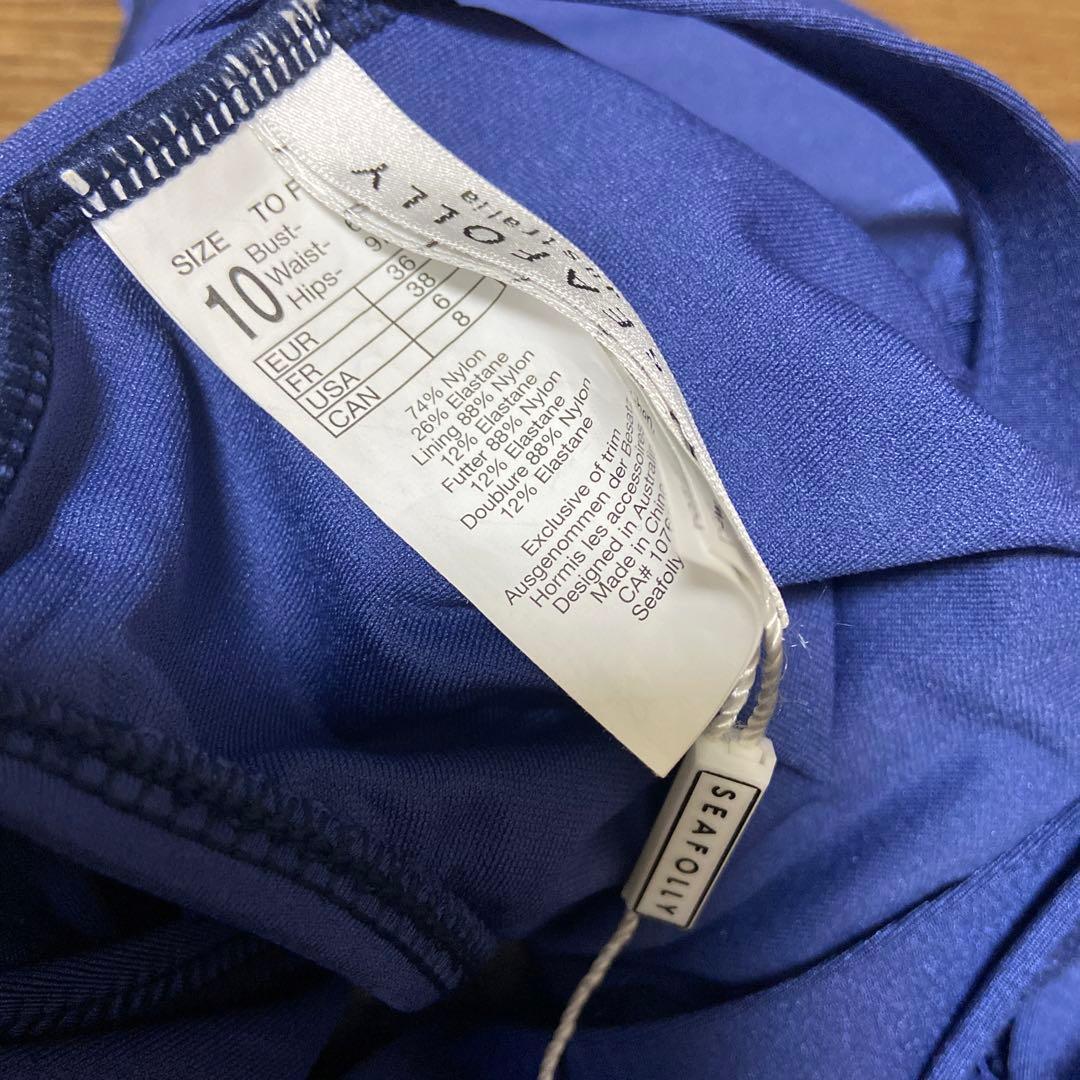 SIZE TO
10 Bust-
Waist-
Hips-
EUR 36
FR 38
USA 6
CAN 8
74% Nylon
26% Elastane
Lining 88% Nylon
12% Elastane
Futter 88% Nylon
12% Elastane
Doublure 88% Nylon
12% Elastane
Exclusive of trim
Ausgenommen der
Hormis les accessoires
Designed in Australi
Made in China
CA# 1076
Seafolly
SEAFOLLY